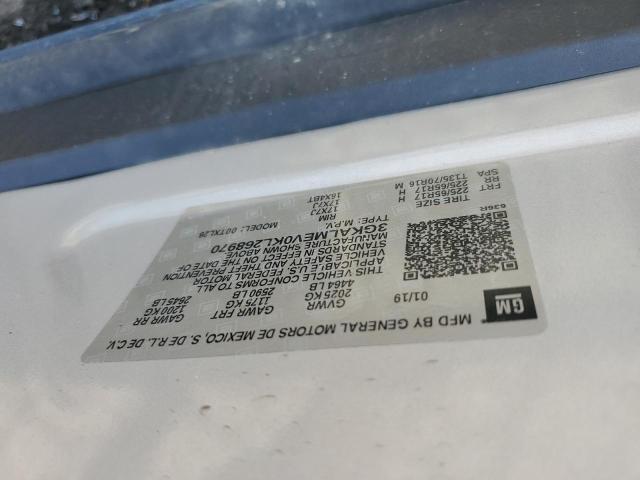 GM
MFD BY GENERAL MOTORS DE MEXICO, S. DE R.L. DE C.V.
01/19
GVWR GAWR FRT GAWR RR
2025 KG 1175 KG 1200 KG
4464 LB 2590 LB 2645 LB
THIS VEHICLE CONFORMS TO ALL
APPLICABLE U.S. FEDERAL MOTOR
VEHICLE SAFETY AND THEFT PREVENTION
STANDARDS IN EFFECT ON THE DATE OF
MANUFACTURE SHOWN ABOVE.
3GKALMEV0KL268970
TYPE: M.P.V. MODEL: 00TXL26
636R
TIRE SIZE RIM
FRT 225/65R17 H 17X7J
RR 225/65R17 H 17X7J
SPA T135/70R16 M 16X4BT